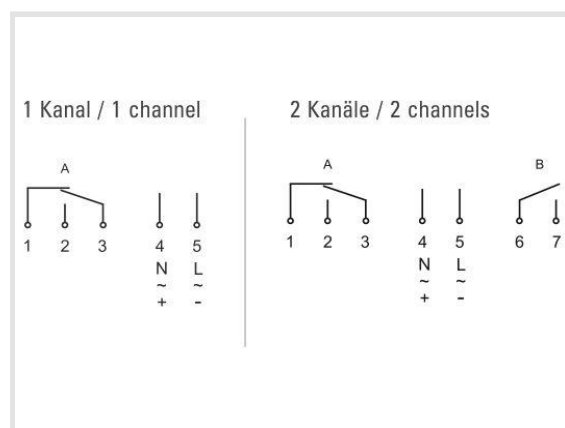 1 Kanal / 1 channel
A
1 2 3 4 5
N L
~ ~
+ -
2 Kanäle / 2 channels
A B
1 2 3 4 5 6 7
N L
~ ~
+ -